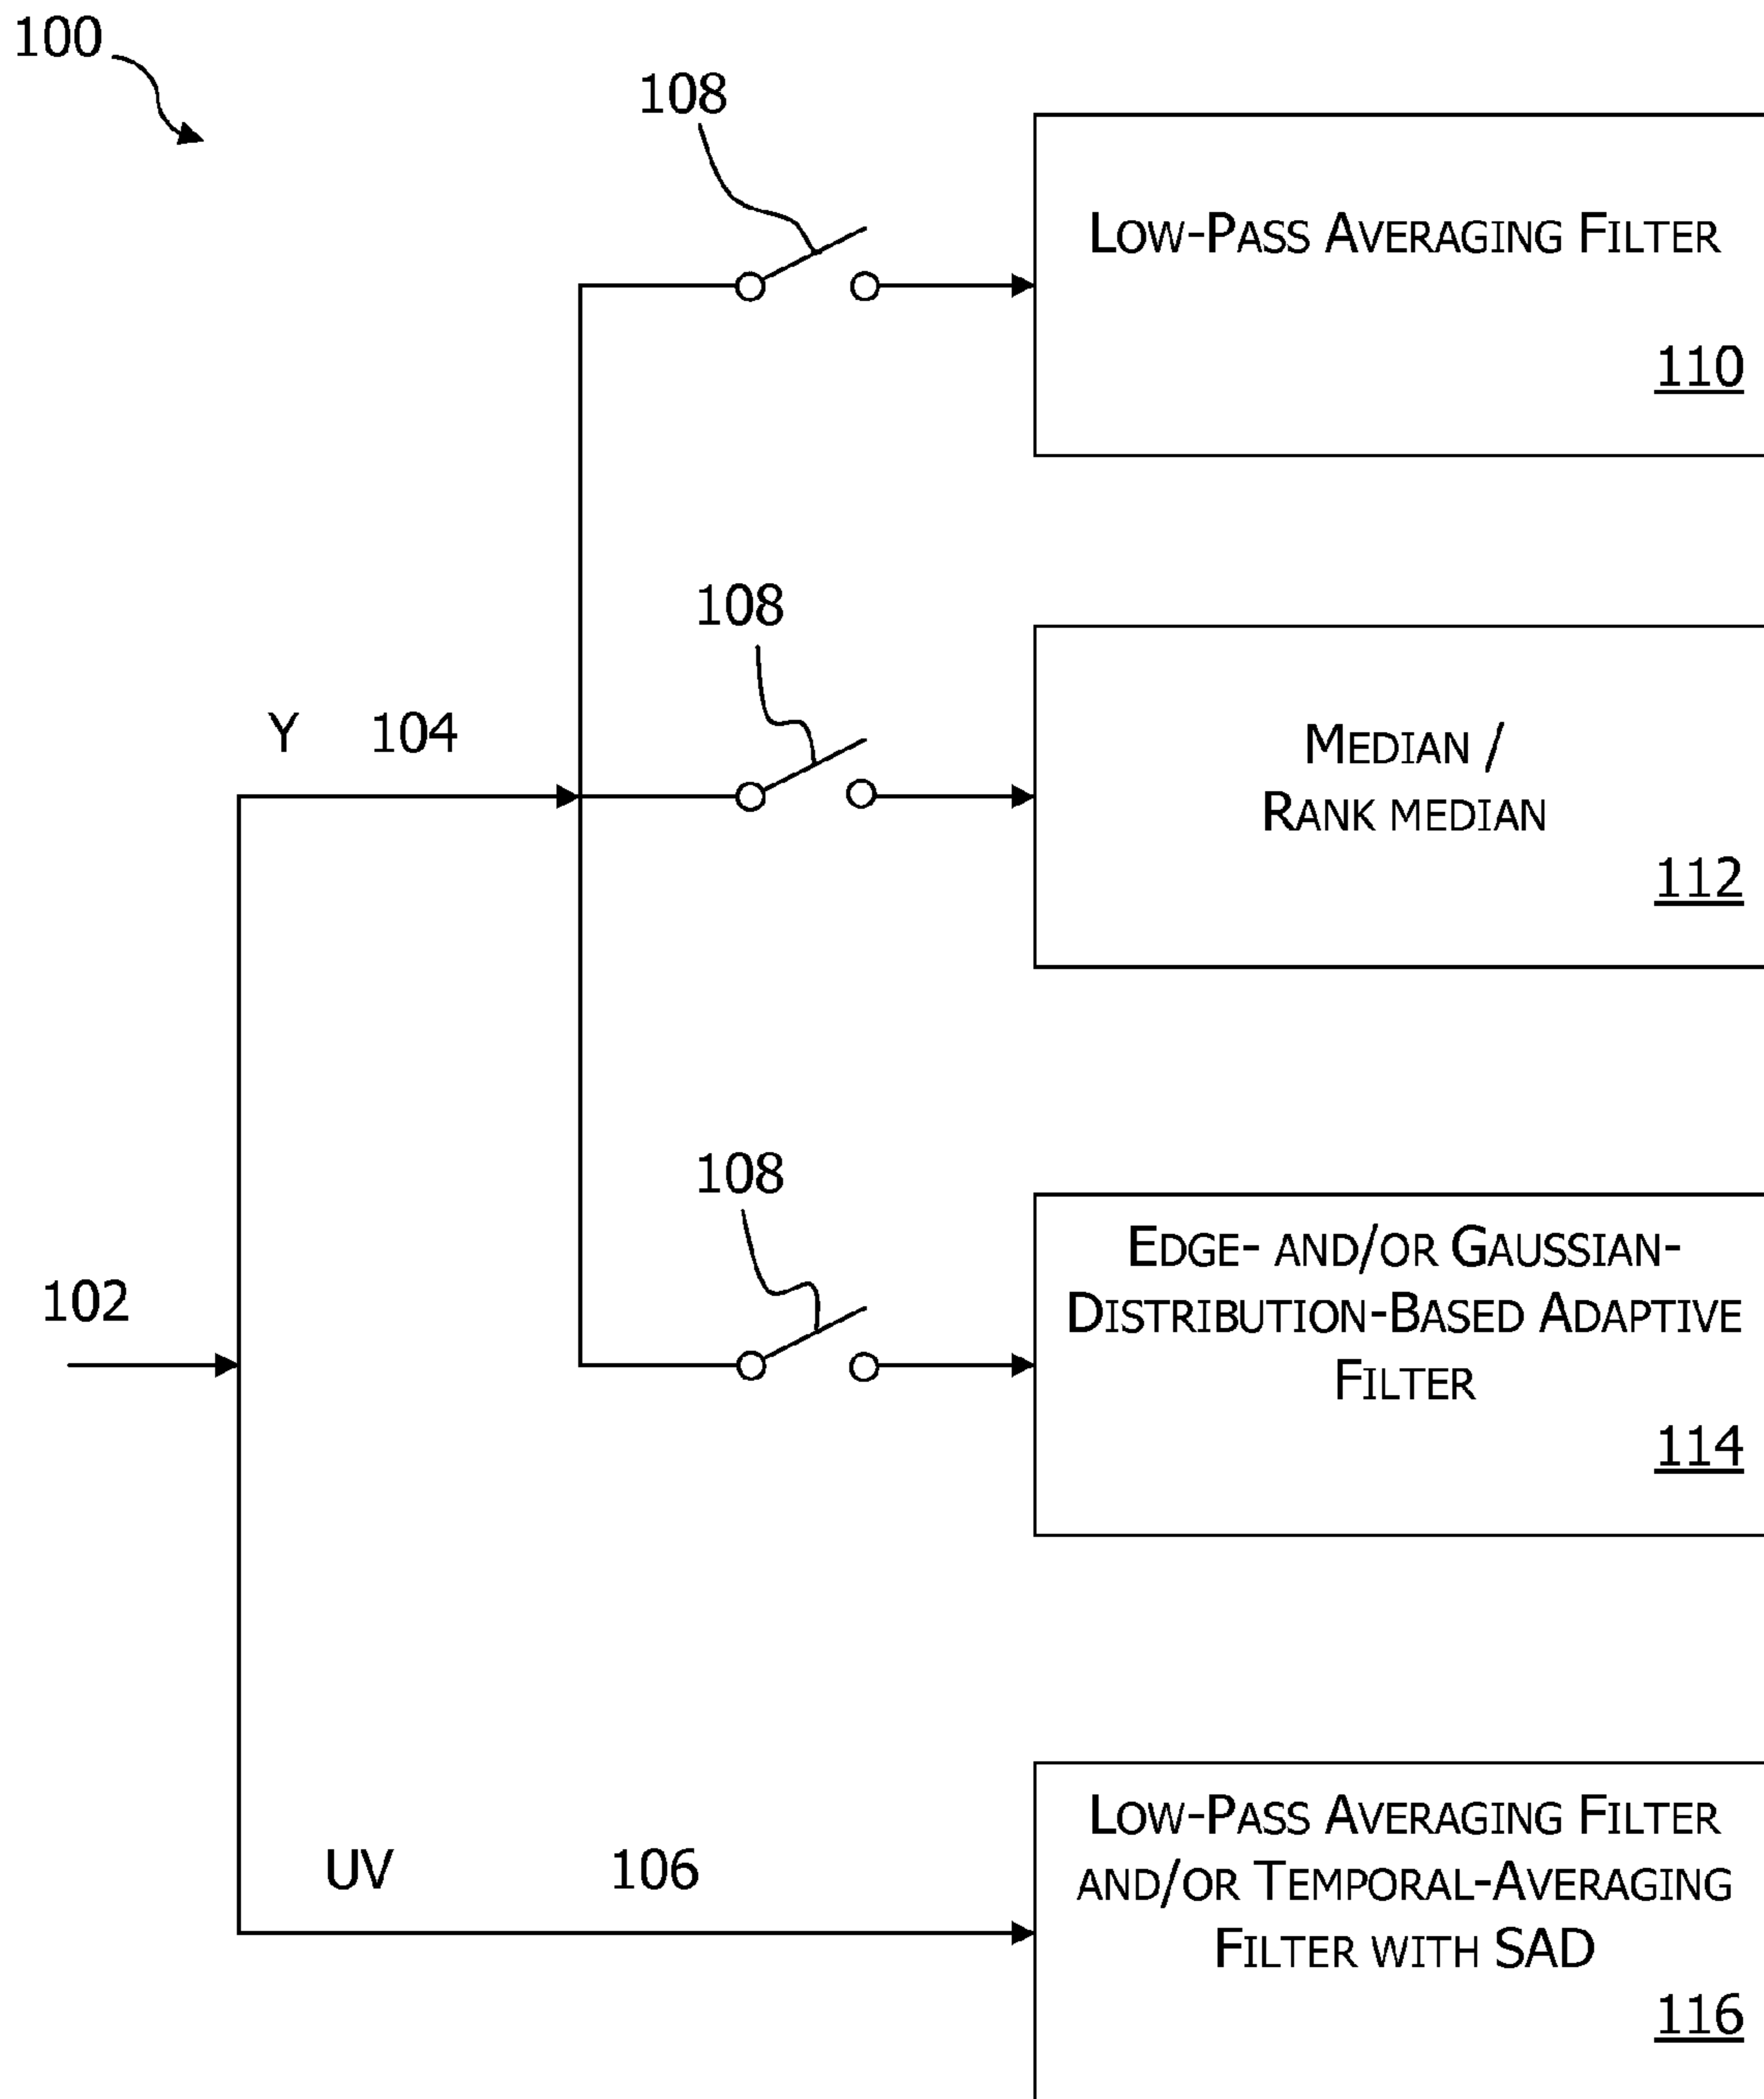 100
108
LOW-PASS AVERAGING FILTER
110
108
Y 104
MEDIAN /
RANK MEDIAN
112
108
102
EDGE- AND/OR GAUSSIAN-
DISTRIBUTION-BASED ADAPTIVE
FILTER
114
UV 106
LOW-PASS AVERAGING FILTER
AND/OR TEMPORAL-AVERAGING
FILTER WITH SAD
116